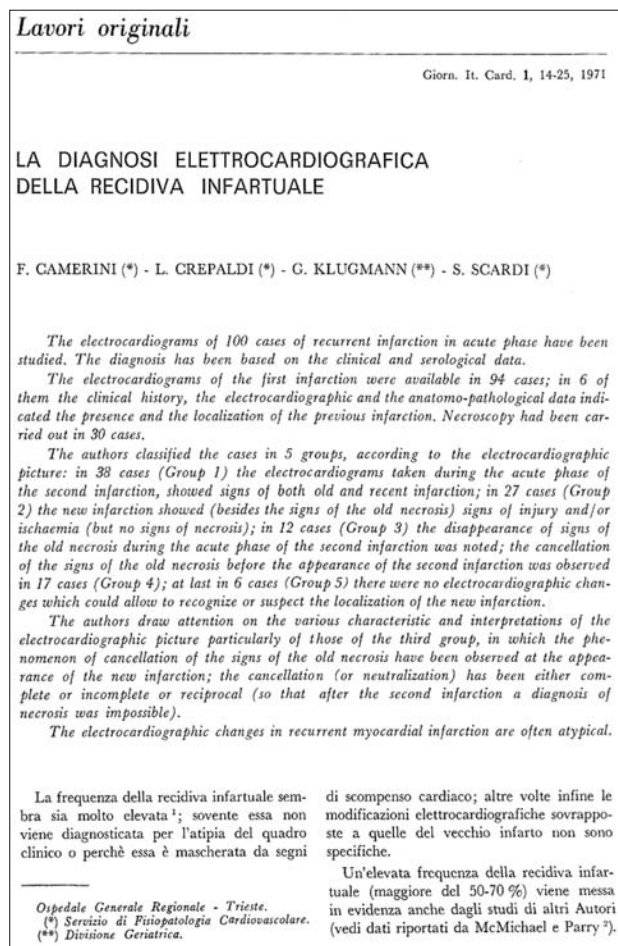 Lavori originali
Giorn. It. Card. 1, 14-25, 1971
LA DIAGNOSI ELETTROCARDIOGRAFICA
DELLA RECIDIVA INFARTUALE
F. CAMERINI (*) - L. CREPALDI (*) - G. KLUGMANN (**) - S. SCARDI (*)
The electrocardiograms of 100 cases of recurrent infarction in acute phase have been
studied. The diagnosis has been based on the clinical and serological data.
The electrocardiograms of the first infarction were available in 94 cases; in 6 of
them the clinical history, the electrocardiographic and the anatomo-pathological data indi-
cated the presence and the localization of the previous infarction. Necroscopy had been car-
ried out in 30 cases.
The authors classified the cases in 5 groups, according to the electrocardiographic
picture: in 38 cases (Group 1) the electrocardiograms taken during the acute phase of
the second infarction, showed signs of both old and recent infarction; in 27 cases (Group
2) the new infarction showed (besides the signs of the old necrosis) signs of injury and/or
ischaemia (but no signs of necrosis); in 12 cases (Group 3) the disappearance of signs of
the old necrosis during the acute phase of the second infarction was noted; the cancellation
of the signs of the old necrosis before the appearance of the second infarction was observed
in 17 cases (Group 4); at last in 6 cases (Group 5) there were no electrocardiographic chan-
ges which could allow to recognize or suspect the localization of the new infarction.
The authors draw attention on the various characteristic and interpretations of the
electrocardiographic picture particularly of those of the third group, in which the phe-
nomenon of cancellation of the signs of the old necrosis have been observed at the appea-
rance of the new infarction; the cancellation (or neutralization) has been either com-
plete or incomplete or reciprocal (so that after the second infarction a diagnosis of
necrosis was impossible).
The electrocardiographic changes in recurrent myocardial infarction are often atypical.
La frequenza della recidiva infartuale sem-
bra sia molto elevata ¹; sovente essa non
viene diagnosticata per l'atipia del quadro
clinico o perchè essa è mascherata da segni
di scompenso cardiaco; altre volte infine le
modificazioni elettrocardiografiche sovrappo-
ste a quelle del vecchio infarto non sono
specifiche.
Un'elevata frequenza della recidiva infar-
tuale (maggiore del 50-70 %) viene messa
in evidenza anche dagli studi di altri Autori
(vedi dati riportati da McMichael e Parry ²).
Ospedale Generale Regionale - Trieste.
(*) Servizio di Fisiopatologia Cardiovascolare.
(**) Divisione Geriatrica.